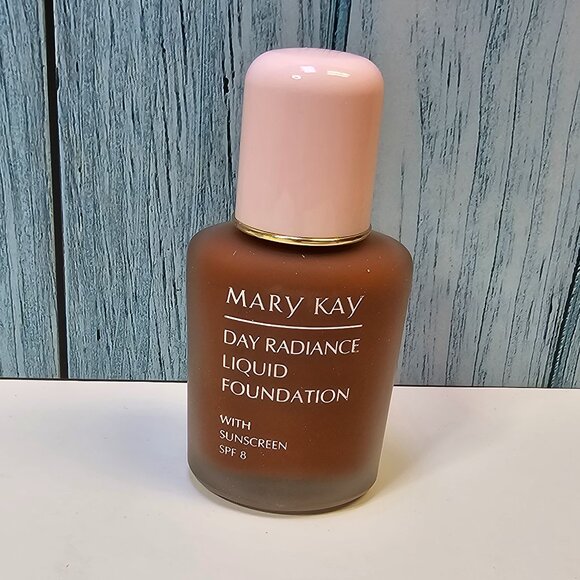 MARY KAY
DAY RADIANCE
LIQUID
FOUNDATION
WITH
SUNSCREEN
SPF 8